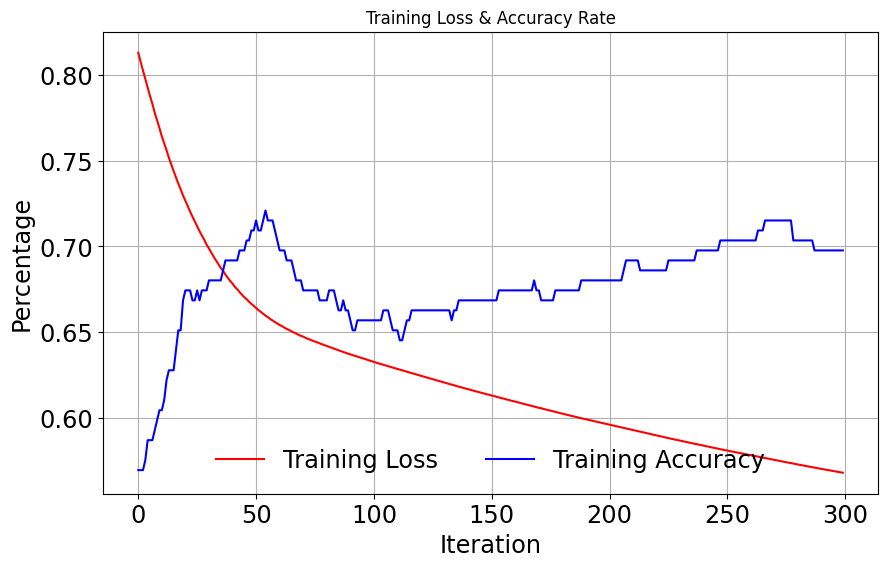 Training Loss & Accuracy Rate
Percentage
0.80
0.75
0.70
0.65
0.60
Training Loss
Training Accuracy
0 50 100 150 200 250 300
Iteration